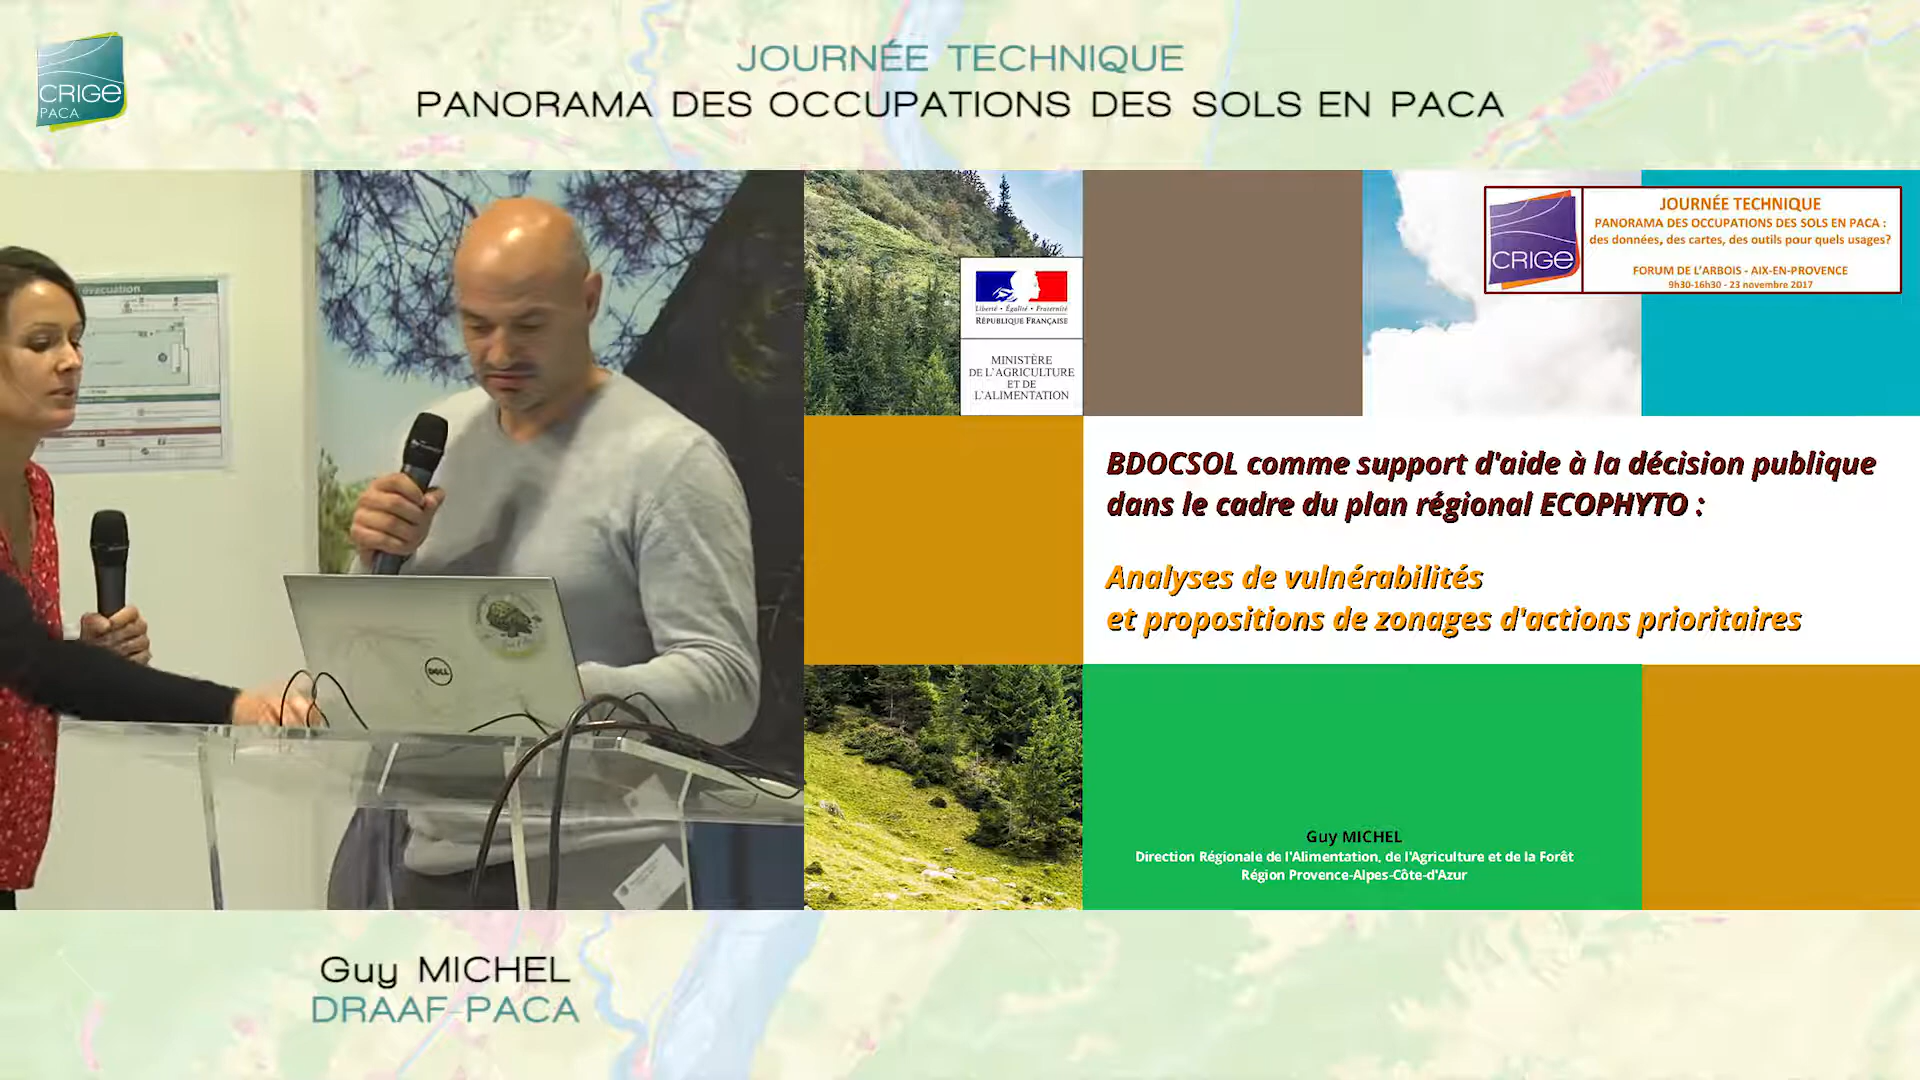 CRIGE
PACA
JOURNÉE TECHNIQUE
PANORAMA DES OCCUPATIONS DES SOLS EN PACA
évacuation
DELL
Liberté • Égalité • Fraternité
RÉPUBLIQUE FRANÇAISE
MINISTÈRE
DE L'AGRICULTURE
ET DE
L'ALIMENTATION
CRIGE
JOURNÉE TECHNIQUE
PANORAMA DES OCCUPATIONS DES SOLS EN PACA :
des données, des cartes, des outils pour quels usages?
FORUM DE L'ARBOIS - AIX-EN-PROVENCE
9h30-16h30 - 23 novembre 2017
BDOCSOL comme support d'aide à la décision publique
dans le cadre du plan régional ECOPHYTO :
Analyses de vulnérabilités
et propositions de zonages d'actions prioritaires
Guy MICHEL
Direction Régionale de l'Alimentation, de l'Agriculture et de la Forêt
Région Provence-Alpes-Côte-d'Azur
Guy MICHEL
DRAAF-PACA